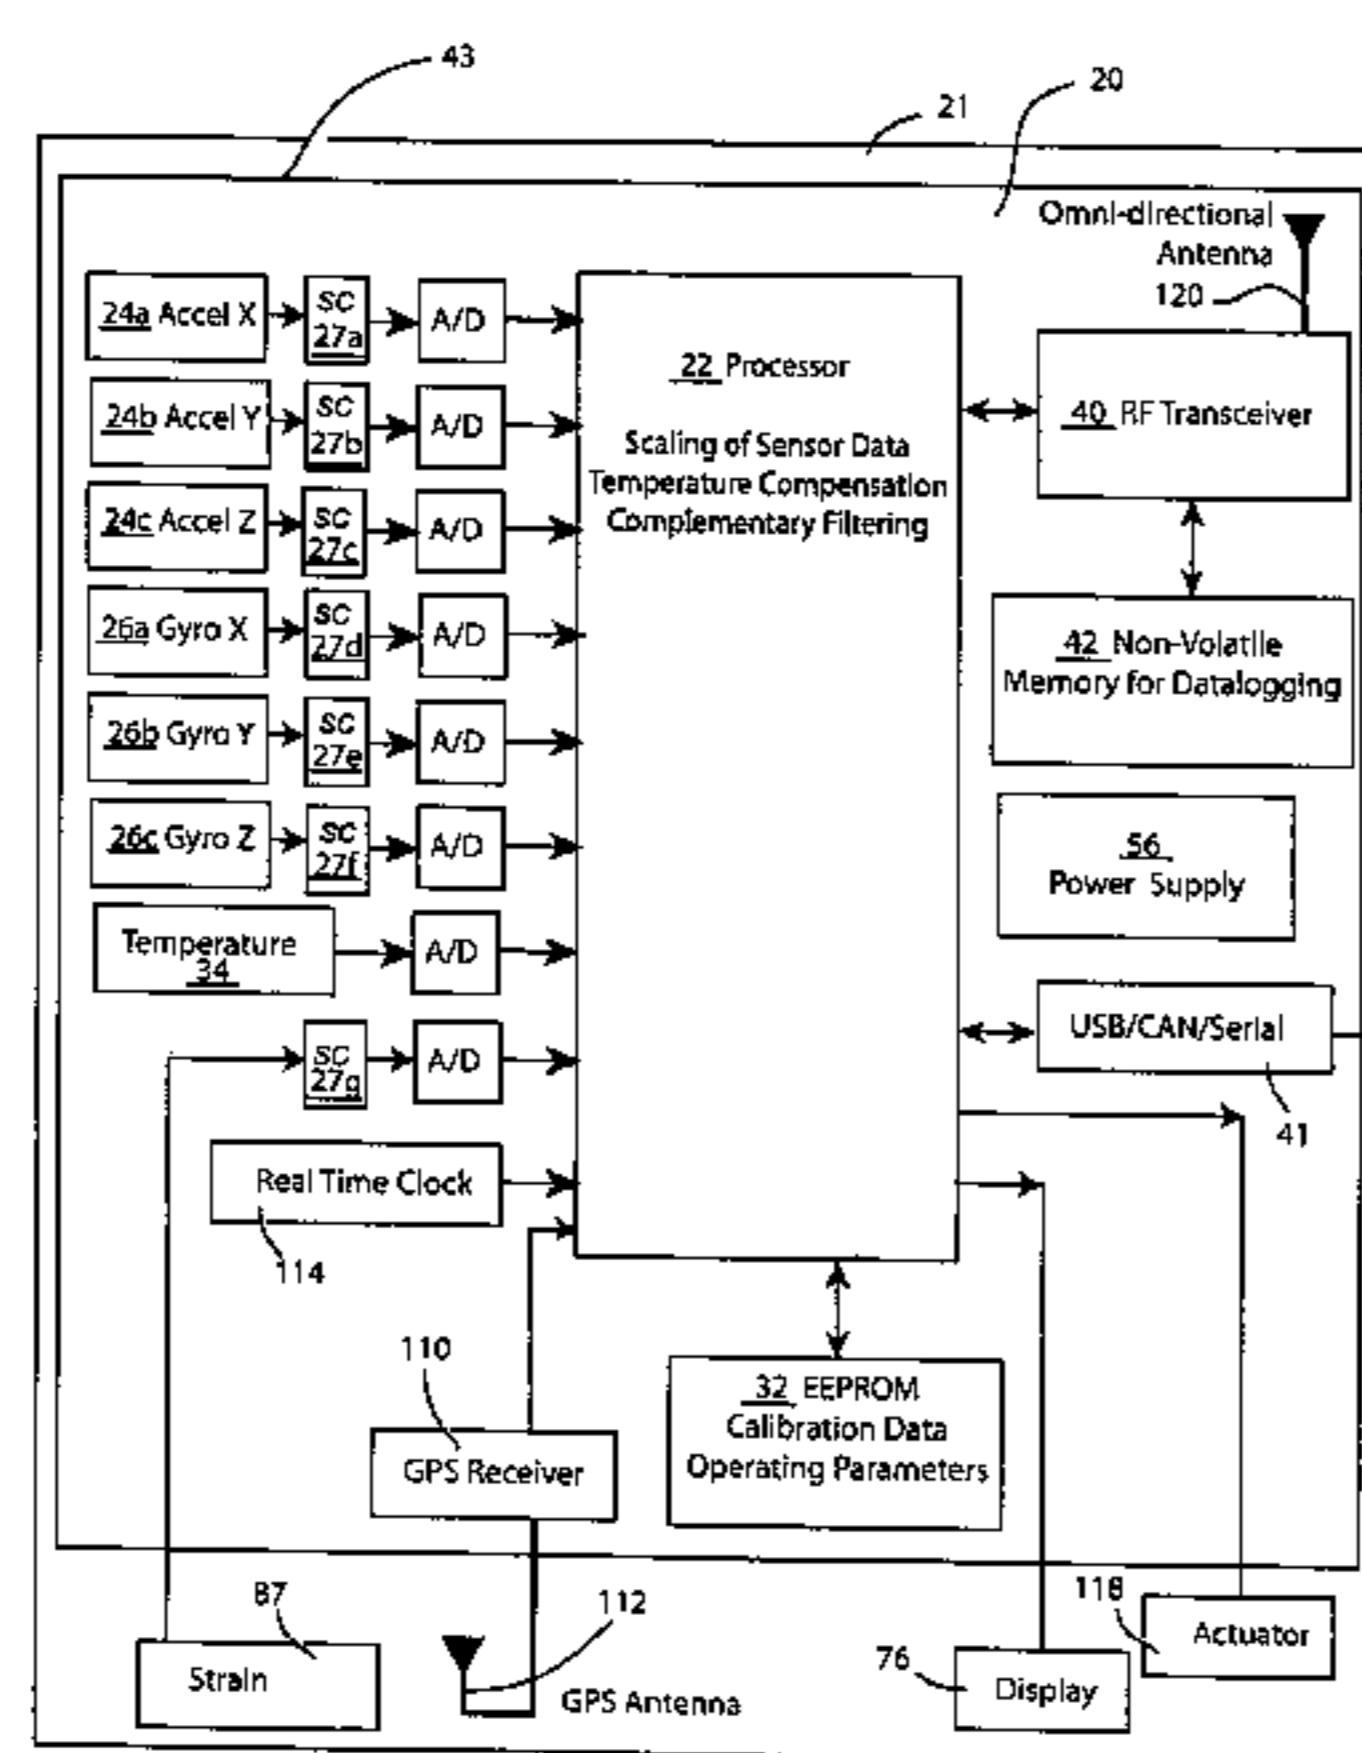 43
20
21
Omni-directional
Antenna
120
24a Accel X
SC
27a
A/D
22 Processor
Scaling of Sensor Data
Temperature Compensation
Complementary Filtering
40 RF Transceiver
24b Accel Y
SC
27b
A/D
24c Accel Z
SC
27c
A/D
26a Gyro X
SC
27d
A/D
42 Non-Volatile
Memory for Datalogging
26b Gyro Y
SC
27e
A/D
26c Gyro Z
SC
27f
A/D
56
Power Supply
Temperature
34
A/D
USB/CAN/Serial
41
SC
27g
A/D
Real Time Clock
114
110
GPS Receiver
32 EEPROM
Calibration Data
Operating Parameters
87
Strain
112
GPS Antenna
76
Display
118
Actuator